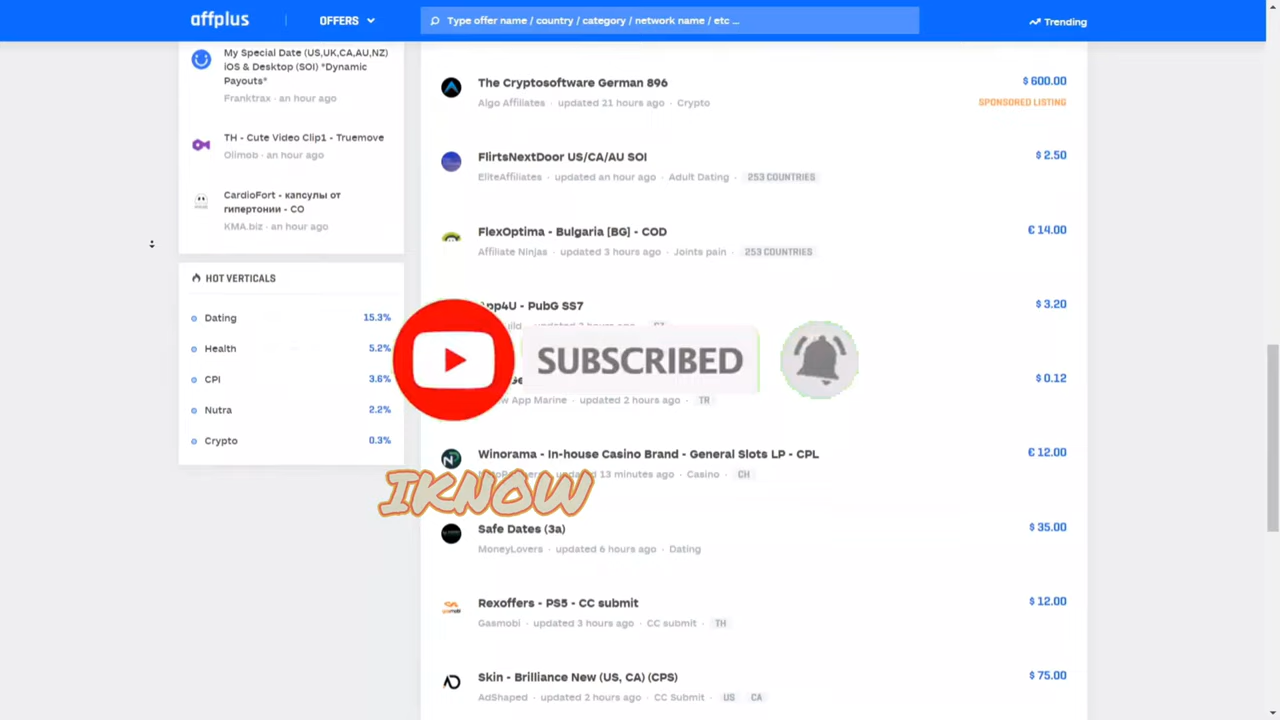 affplus
OFFERS
Type offer name / country / category / network name / etc ...
Trending
My Special Date (US,UK,CA,AU,NZ)
iOS & Desktop (SOI) *Dynamic
Payouts*
Franktrax · an hour ago
TH - Cute Video Clip1 - Truemove
Olimob · an hour ago
CardioFort - капсулы от
гипертонии - CO
KMA.biz · an hour ago
HOT VERTICALS
Dating 15.3%
Health 5.2%
CPI 3.6%
Nutra 2.2%
Crypto 0.3%
The Cryptosoftware German 896 $ 600.00
Algo Affiliates · updated 21 hours ago · Crypto SPONSORED LISTING
FlirtsNextDoor US/CA/AU SOI $ 2.50
EliteAffiliates · updated an hour ago · Adult Dating · 253 COUNTRIES
FlexOptima - Bulgaria [BG] - COD € 14.00
Affiliate Ninjas · updated 3 hours ago · Joints pain · 253 COUNTRIES
App4U - PubG SS7 $ 3.20
SUBSCRIBED
$ 0.12
App Marine · updated 2 hours ago · TR
Winorama - In-house Casino Brand - General Slots LP - CPL € 12.00
13 minutes ago · Casino · CH
IKNOW
Safe Dates (3a) $ 35.00
MoneyLovers · updated 6 hours ago · Dating
Rexoffers - PS5 - CC submit $ 12.00
Gasmobi · updated 3 hours ago · CC submit · TH
Skin - Brilliance New (US, CA) (CPS) $ 75.00
AdShaped · updated 2 hours ago · CC Submit · US CA